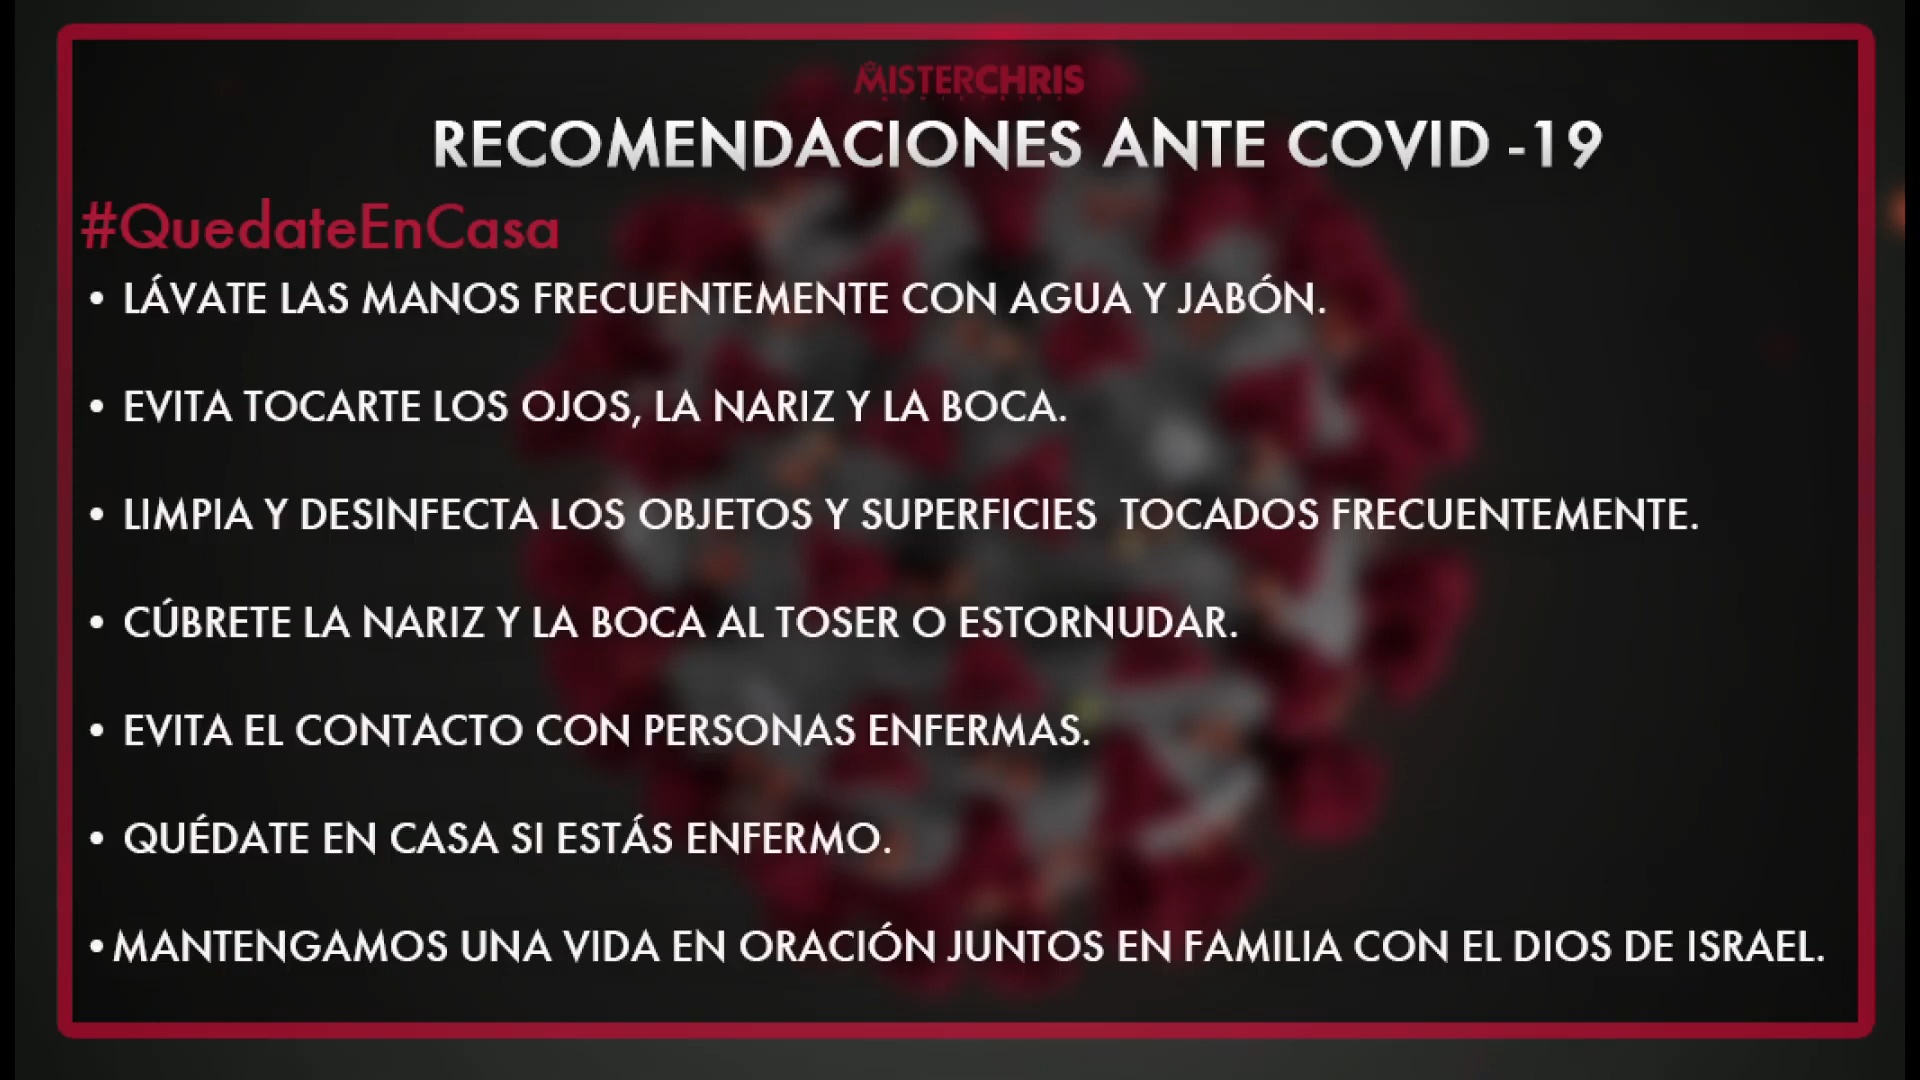 MISTERCHRIS
RECOMENDACIONES ANTE COVID -19
#QuedateEnCasa
• LÁVATE LAS MANOS FRECUENTEMENTE CON AGUA Y JABÓN.
• EVITA TOCARTE LOS OJOS, LA NARIZ Y LA BOCA.
• LIMPIA Y DESINFECTA LOS OBJETOS Y SUPERFICIES  TOCADOS FRECUENTEMENTE.
• CÚBRETE LA NARIZ Y LA BOCA AL TOSER O ESTORNUDAR.
• EVITA EL CONTACTO CON PERSONAS ENFERMAS.
• QUÉDATE EN CASA SI ESTÁS ENFERMO.
•MANTENGAMOS UNA VIDA EN ORACIÓN JUNTOS EN FAMILIA CON EL DIOS DE ISRAEL.